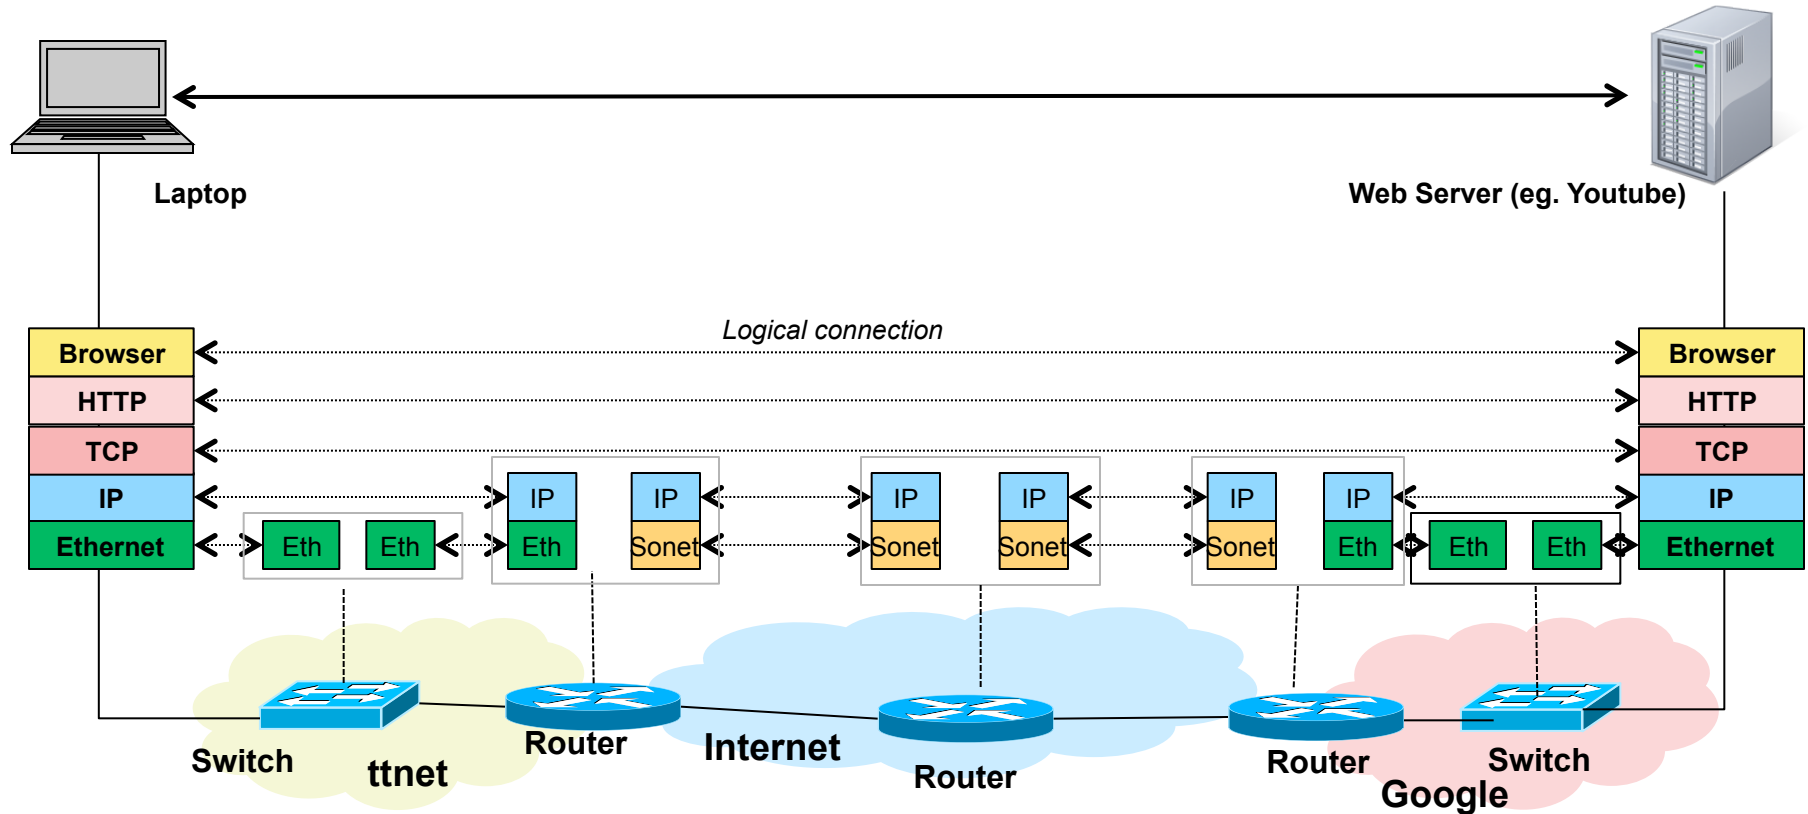 Laptop
Web Server (eg. Youtube)
Logical connection
Browser
Browser
HTTP
HTTP
TCP
TCP
IP
IP
IP
IP
IP
IP
IP
IP
Ethernet
Eth
Eth
Eth
Sonet
Sonet
Sonet
Sonet
Eth
Eth
Eth
Ethernet
Switch
ttnet
Router
Internet
Router
Router
Switch
Google